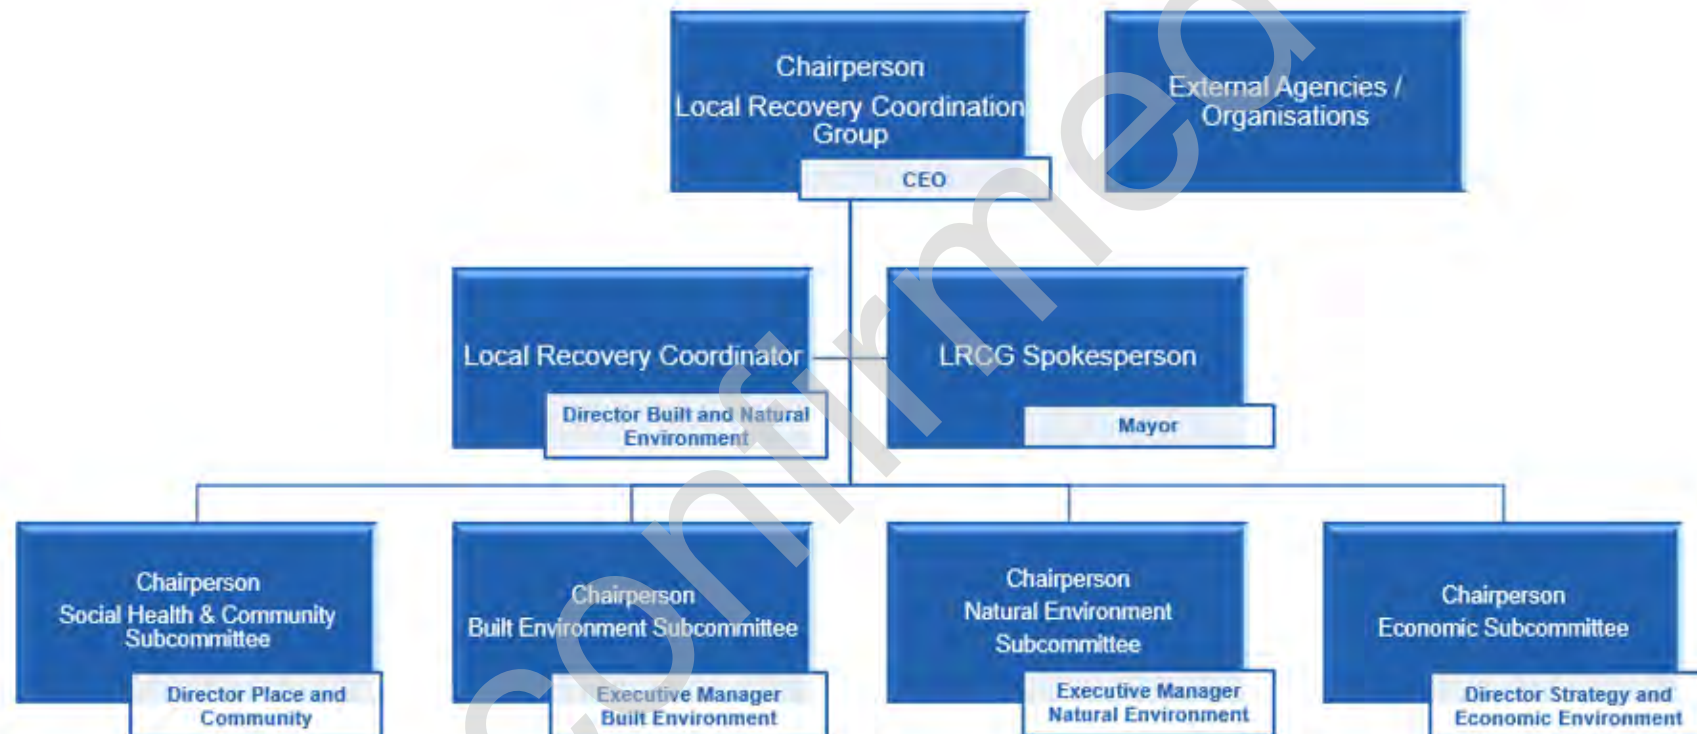 Chairperson
Local Recovery Coordination
Group
CEO
External Agencies /
Organisations
Local Recovery Coordinator
Director Built and Natural
Environment
LRCG Spokesperson
Mayor
Chairperson
Social Health & Community
Subcommittee
Director Place and
Community
Chairperson
Built Environment Subcommittee
Executive Manager
Built Environment
Chairperson
Natural Environment
Subcommittee
Executive Manager
Natural Environment
Chairperson
Economic Subcommittee
Director Strategy and
Economic Environment
confirmed